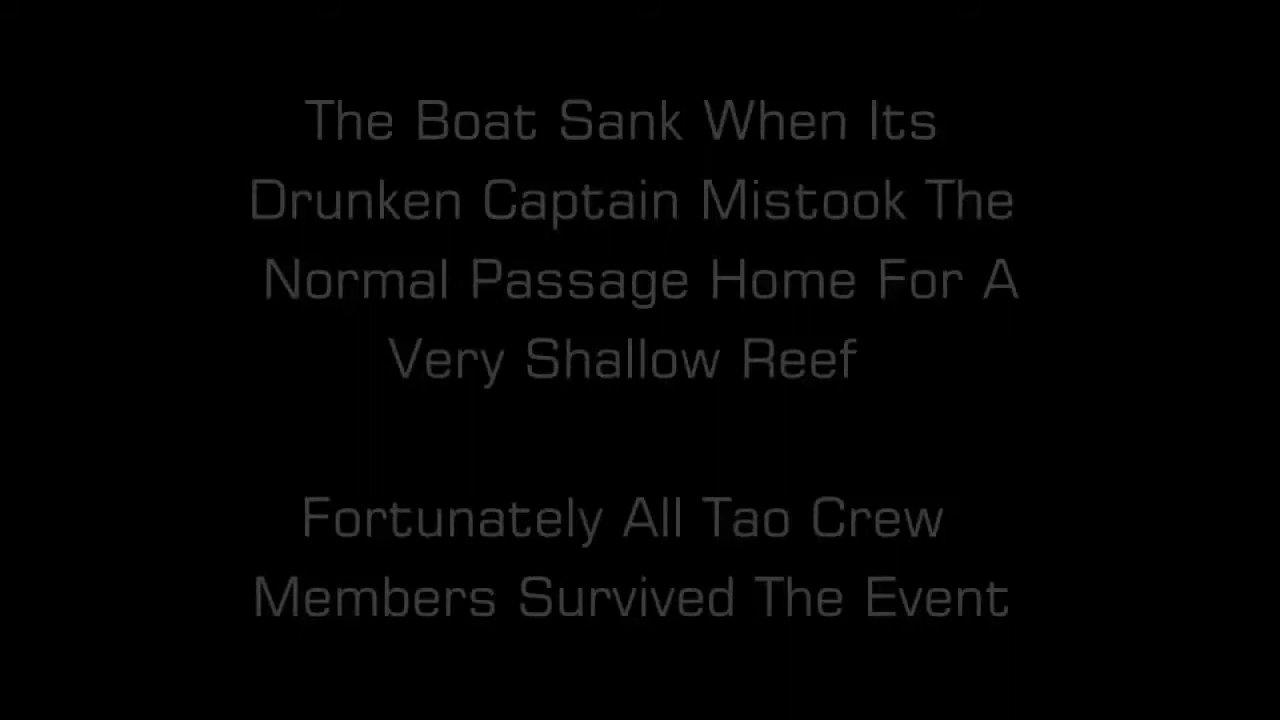 The Boat Sank When Its
Drunken Captain Mistook The
Normal Passage Home For A
Very Shallow Reef
Fortunately All Tao Crew
Members Survived The Event